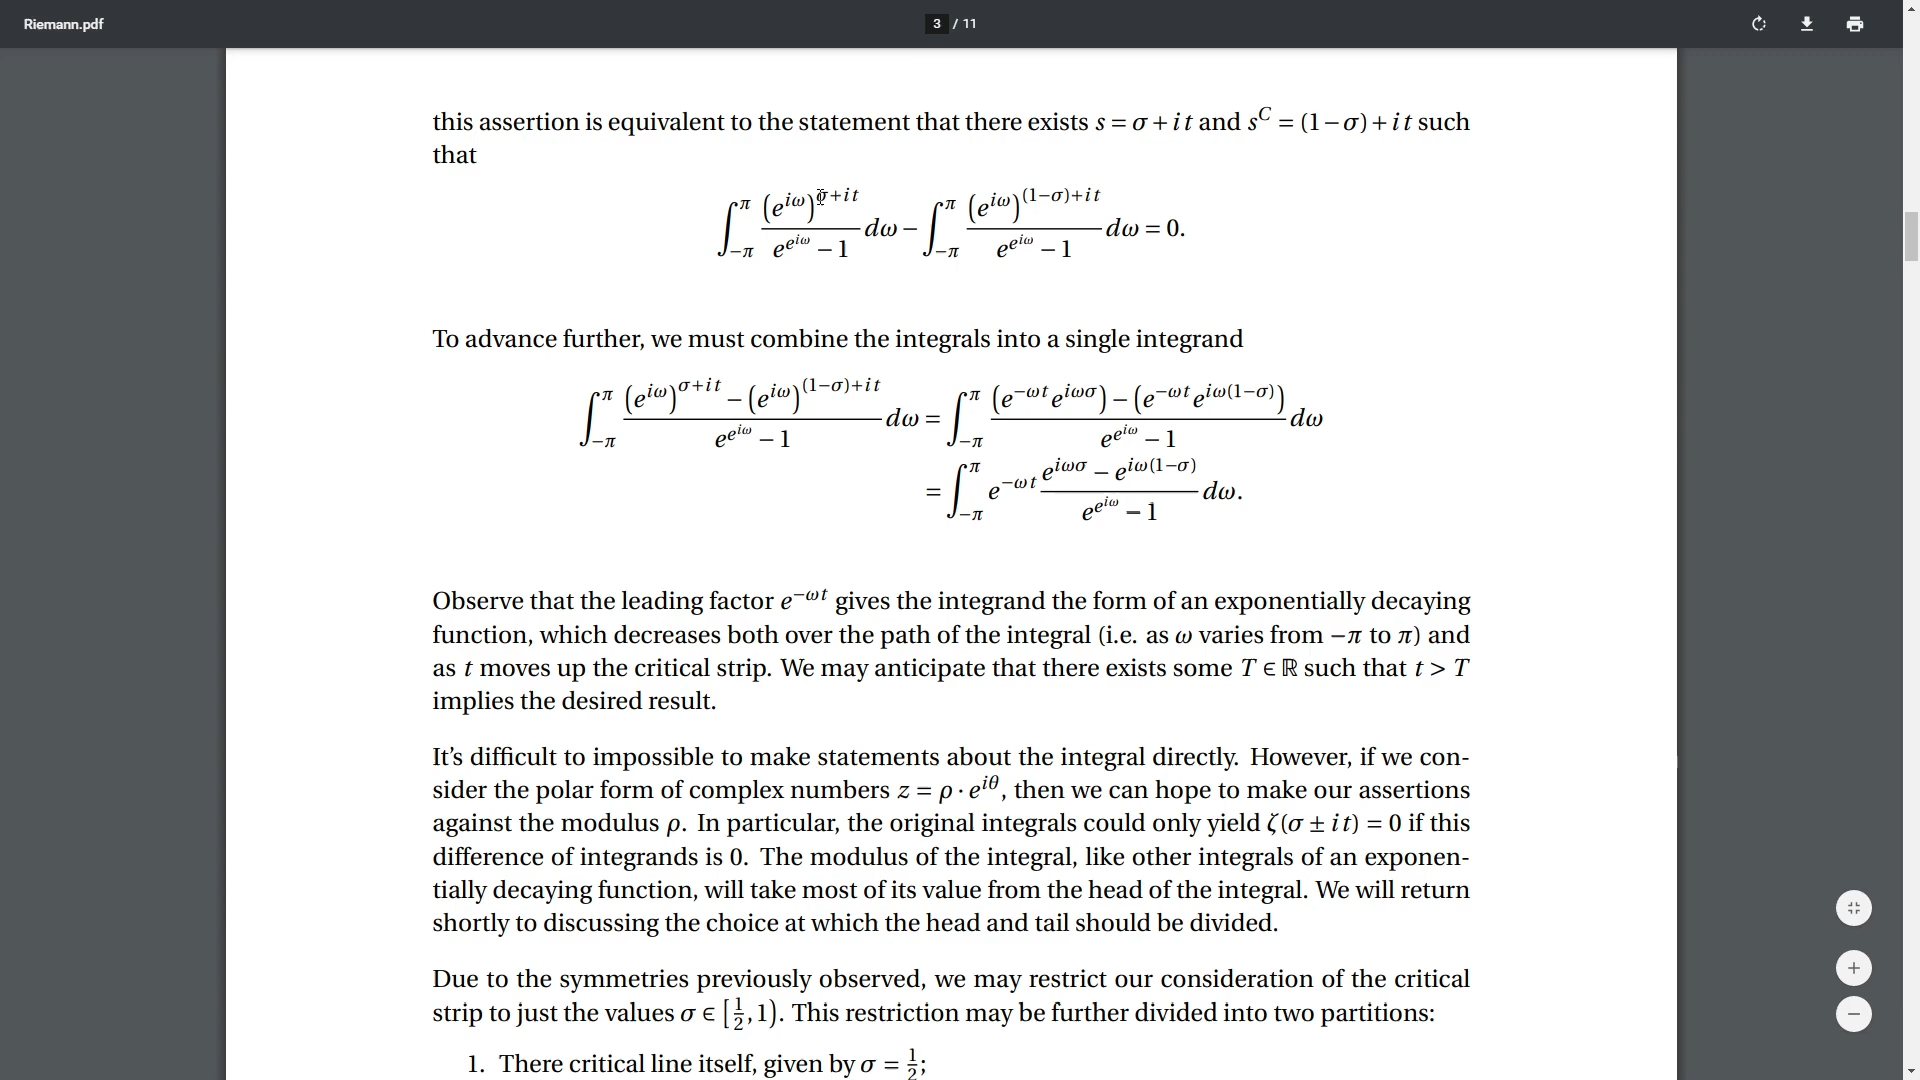 Riemann.pdf
3 / 11
this assertion is equivalent to the statement that there exists s = σ + i t and s^C = (1 − σ) + i t such
that
∫_{−π}^{π} (e^{iω})^{σ+it} / (e^{e^{iω}} − 1) dω − ∫_{−π}^{π} (e^{iω})^{(1−σ)+it} / (e^{e^{iω}} − 1) dω = 0.
To advance further, we must combine the integrals into a single integrand
∫_{−π}^{π} ((e^{iω})^{σ+it} − (e^{iω})^{(1−σ)+it}) / (e^{e^{iω}} − 1) dω = ∫_{−π}^{π} ((e^{−ωt} e^{iωσ}) − (e^{−ωt} e^{iω(1−σ)})) / (e^{e^{iω}} − 1) dω
= ∫_{−π}^{π} e^{−ωt} (e^{iωσ} − e^{iω(1−σ)}) / (e^{e^{iω}} − 1) dω.
Observe that the leading factor e^{−ωt} gives the integrand the form of an exponentially decaying
function, which decreases both over the path of the integral (i.e. as ω varies from −π to π) and
as t moves up the critical strip. We may anticipate that there exists some T ∈ ℝ such that t > T
implies the desired result.
It's difficult to impossible to make statements about the integral directly. However, if we con-
sider the polar form of complex numbers z = ρ · e^{iθ}, then we can hope to make our assertions
against the modulus ρ. In particular, the original integrals could only yield ζ(σ ± i t) = 0 if this
difference of integrands is 0. The modulus of the integral, like other integrals of an exponen-
tially decaying function, will take most of its value from the head of the integral. We will return
shortly to discussing the choice at which the head and tail should be divided.
Due to the symmetries previously observed, we may restrict our consideration of the critical
strip to just the values σ ∈ [1/2, 1). This restriction may be further divided into two partitions:
1. There critical line itself, given by σ = 1/2;